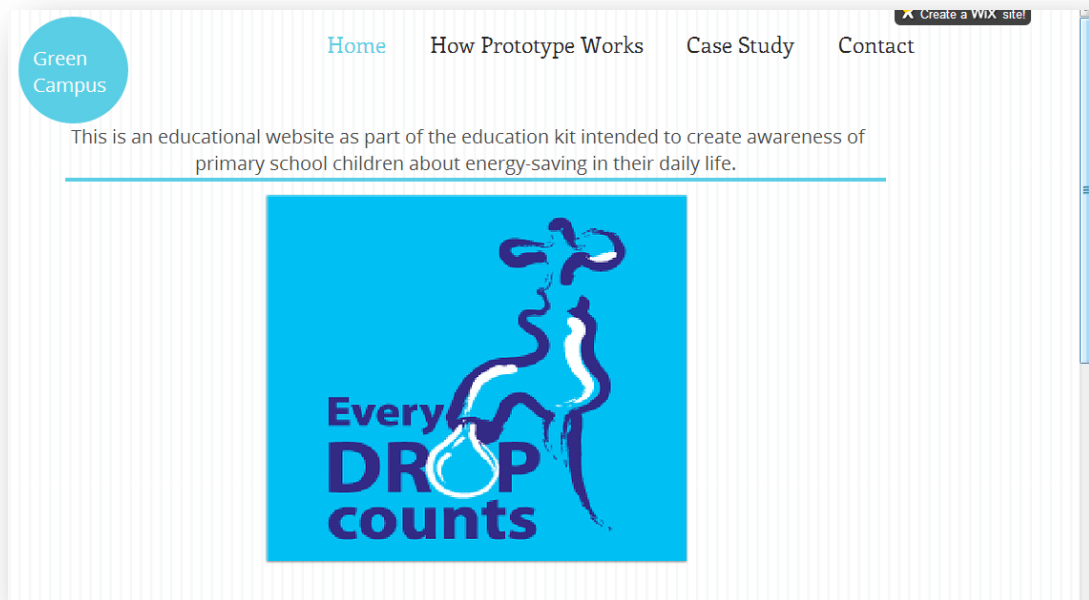 Create a WiX site!
Green
Campus
Home How Prototype Works Case Study Contact
This is an educational website as part of the education kit intended to create awareness of
primary school children about energy-saving in their daily life.
Every
DROP
counts